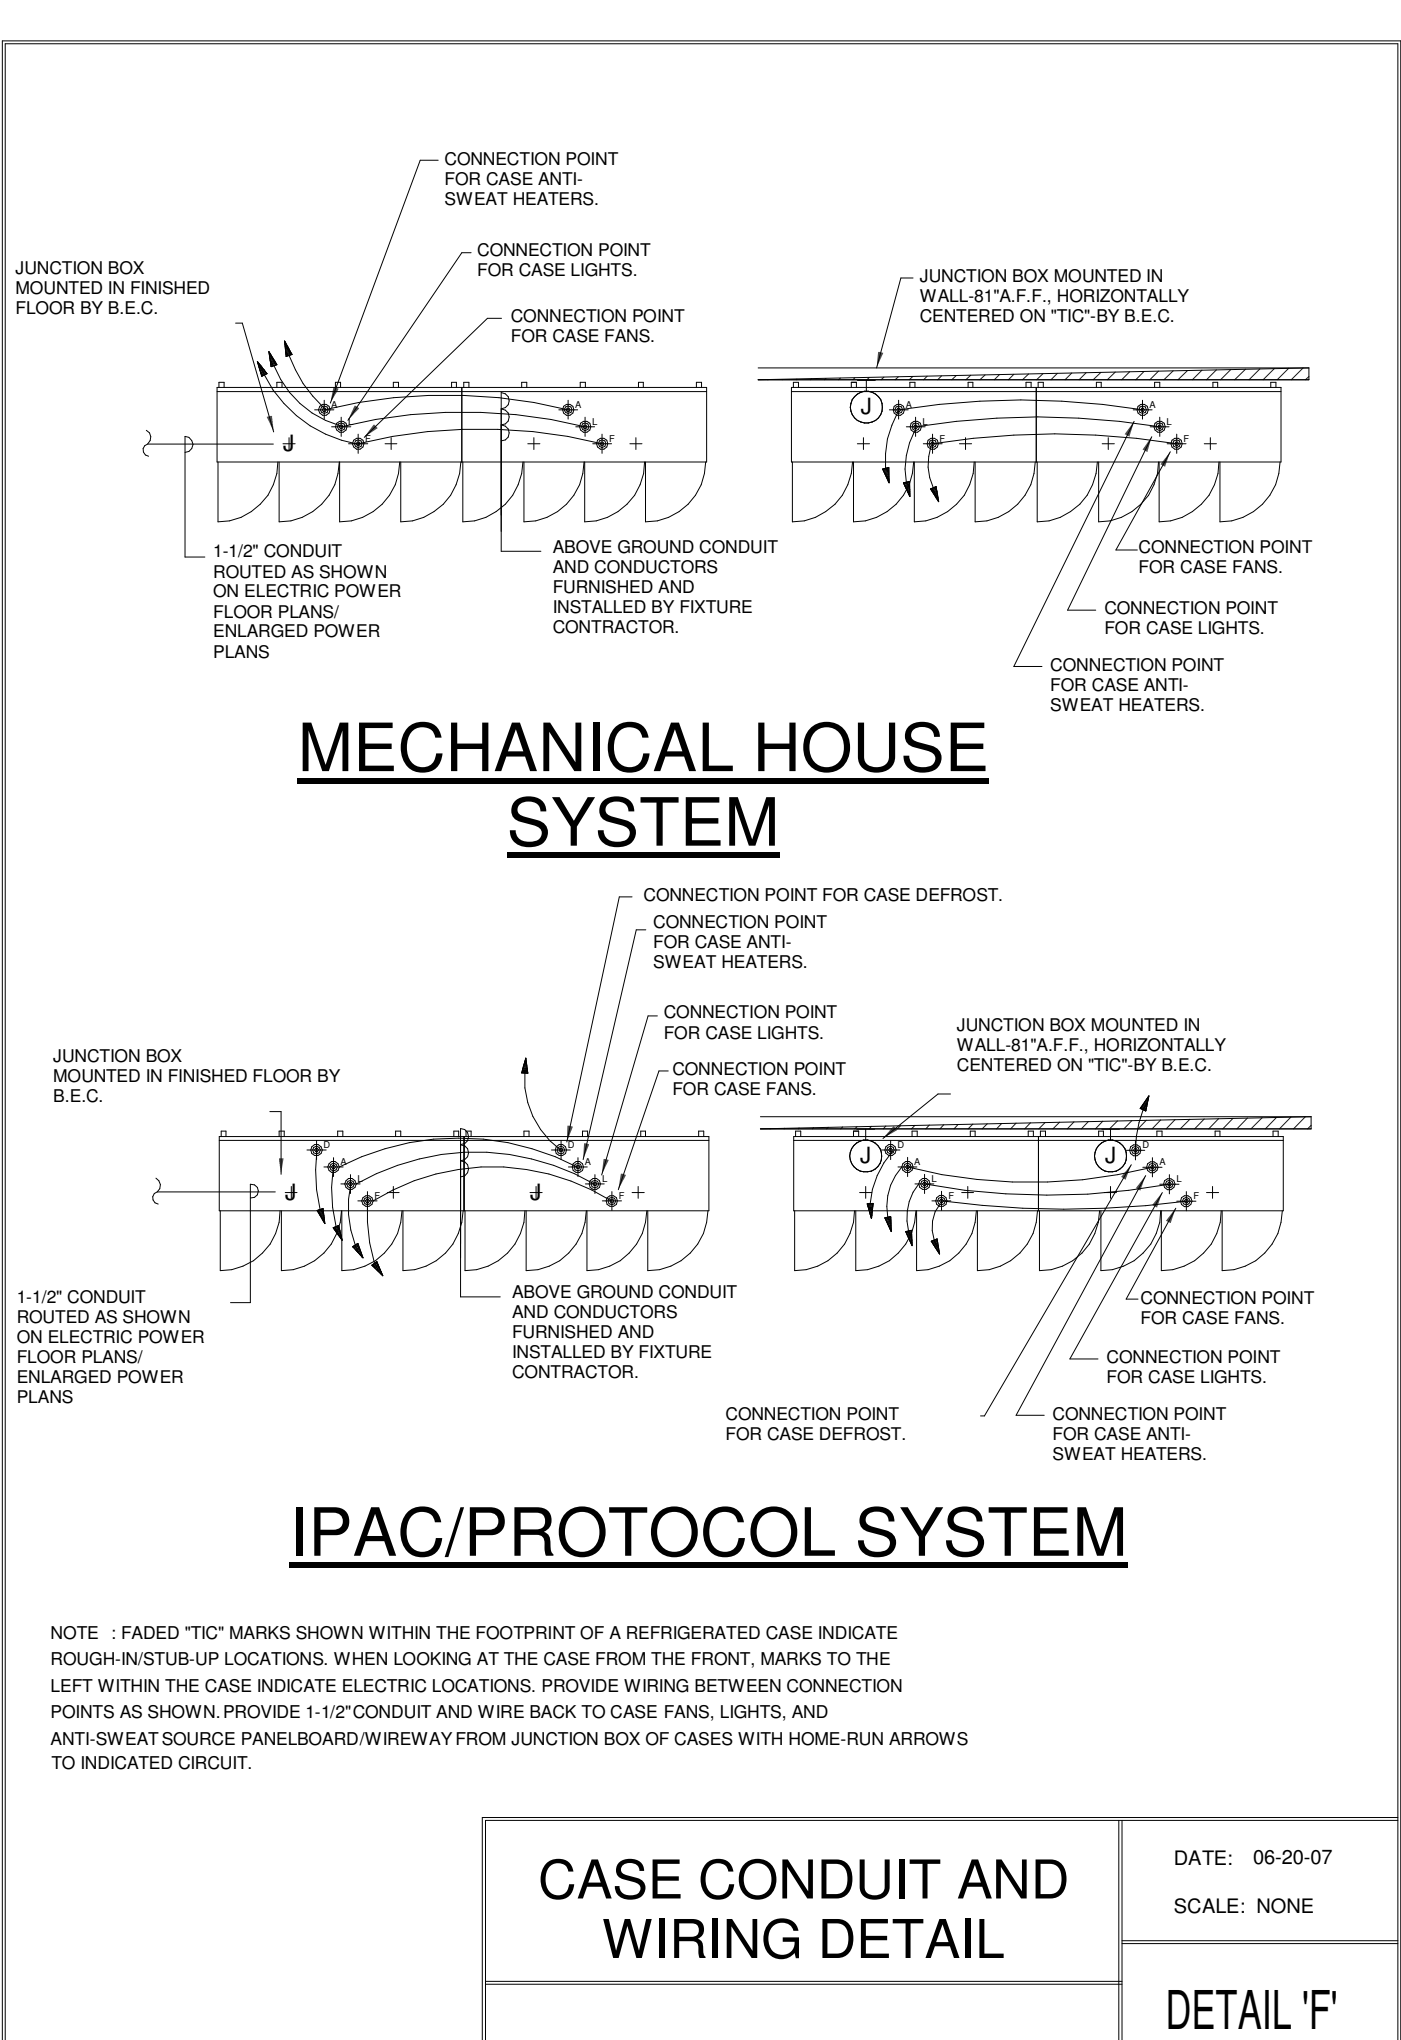 CONNECTION POINT
FOR CASE ANTI-
SWEAT HEATERS.
CONNECTION POINT
FOR CASE LIGHTS.
CONNECTION POINT
FOR CASE FANS.
JUNCTION BOX
MOUNTED IN FINISHED
FLOOR BY B.E.C.
JUNCTION BOX MOUNTED IN
WALL-81"A.F.F., HORIZONTALLY
CENTERED ON "TIC"-BY B.E.C.
A
L
F
J
A
L
F
J
A
L
F
A
L
F
1-1/2" CONDUIT
ROUTED AS SHOWN
ON ELECTRIC POWER
FLOOR PLANS/
ENLARGED POWER
PLANS
ABOVE GROUND CONDUIT
AND CONDUCTORS
FURNISHED AND
INSTALLED BY FIXTURE
CONTRACTOR.
CONNECTION POINT
FOR CASE FANS.
CONNECTION POINT
FOR CASE LIGHTS.
CONNECTION POINT
FOR CASE ANTI-
SWEAT HEATERS.
MECHANICAL HOUSE
SYSTEM
CONNECTION POINT FOR CASE DEFROST.
CONNECTION POINT
FOR CASE ANTI-
SWEAT HEATERS.
CONNECTION POINT
FOR CASE LIGHTS.
CONNECTION POINT
FOR CASE FANS.
JUNCTION BOX
MOUNTED IN FINISHED FLOOR BY
B.E.C.
JUNCTION BOX MOUNTED IN
WALL-81"A.F.F., HORIZONTALLY
CENTERED ON "TIC"-BY B.E.C.
D
A
L
F
J
D
A
L
F
J
J
D
A
L
F
J
D
A
L
F
1-1/2" CONDUIT
ROUTED AS SHOWN
ON ELECTRIC POWER
FLOOR PLANS/
ENLARGED POWER
PLANS
ABOVE GROUND CONDUIT
AND CONDUCTORS
FURNISHED AND
INSTALLED BY FIXTURE
CONTRACTOR.
CONNECTION POINT
FOR CASE FANS.
CONNECTION POINT
FOR CASE LIGHTS.
CONNECTION POINT
FOR CASE DEFROST.
CONNECTION POINT
FOR CASE ANTI-
SWEAT HEATERS.
IPAC/PROTOCOL SYSTEM
NOTE : FADED "TIC" MARKS SHOWN WITHIN THE FOOTPRINT OF A REFRIGERATED CASE INDICATE
ROUGH-IN/STUB-UP LOCATIONS. WHEN LOOKING AT THE CASE FROM THE FRONT, MARKS TO THE
LEFT WITHIN THE CASE INDICATE ELECTRIC LOCATIONS. PROVIDE WIRING BETWEEN CONNECTION
POINTS AS SHOWN. PROVIDE 1-1/2" CONDUIT AND WIRE BACK TO CASE FANS, LIGHTS, AND
ANTI-SWEAT SOURCE PANELBOARD/WIREWAY FROM JUNCTION BOX OF CASES WITH HOME-RUN ARROWS
TO INDICATED CIRCUIT.
CASE CONDUIT AND
WIRING DETAIL
DATE: 06-20-07
SCALE: NONE
DETAIL 'F'